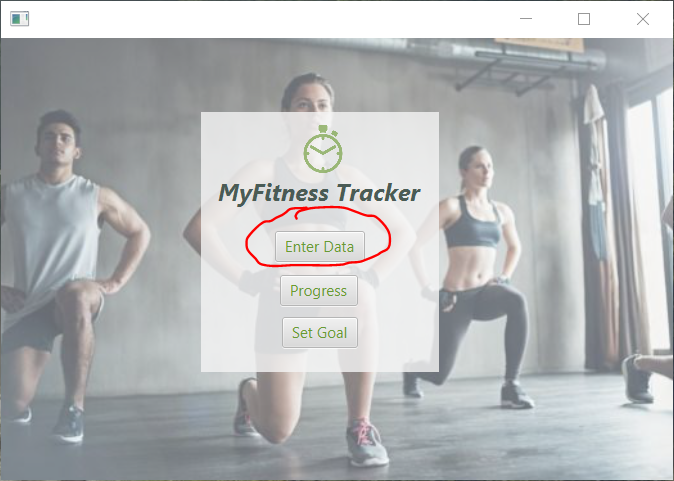 MyFitness Tracker
Enter Data
Progress
Set Goal